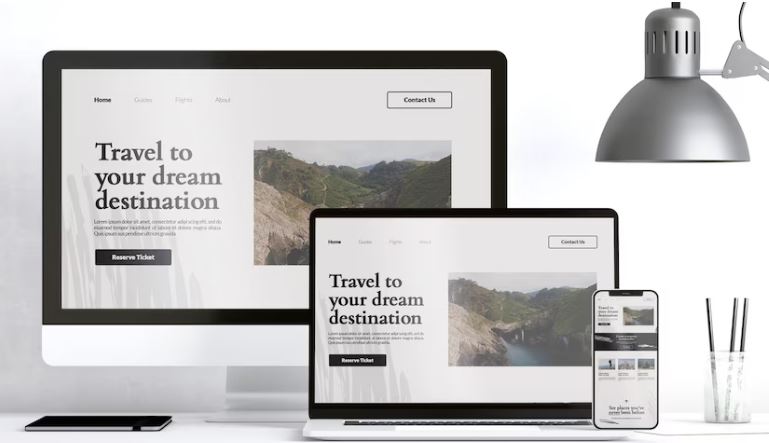 Home Guides Flights About Contact Us
Travel to
your dream
destination
Lorem ipsum dolor sit amet, consectetur adipiscing elit, sed do
eiusmod tempor incididunt ut labore et dolore magna aliqua.
Quis ipsum suspendisse ultrices gravida.
Reserve Ticket
Home Guides Flights About Contact Us
Travel to
your dream
destination
Lorem ipsum dolor sit amet, consectetur adipiscing elit, sed do
eiusmod tempor incididunt ut labore et dolore magna aliqua.
Quis ipsum suspendisse ultrices gravida.
Reserve Ticket
Travel to
your dream
destination
See places you've
never been before